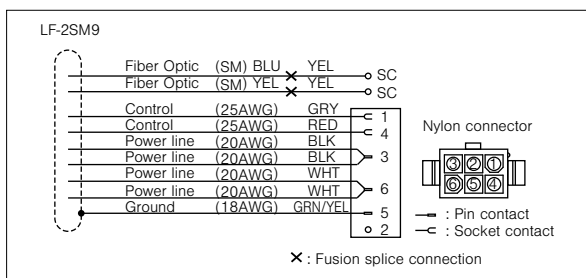 LF-2SM9
Fiber Optic (SM) BLU YEL SC
Fiber Optic (SM) YEL YEL SC
Control (25AWG) GRY 1
Control (25AWG) RED 4
Power line (20AWG) BLK
Power line (20AWG) BLK 3
Power line (20AWG) WHT
Power line (20AWG) WHT 6
Ground (18AWG) GRN/YEL 5
2
Nylon connector
3 2 1
6 5 4
: Pin contact
: Socket contact
: Fusion splice connection